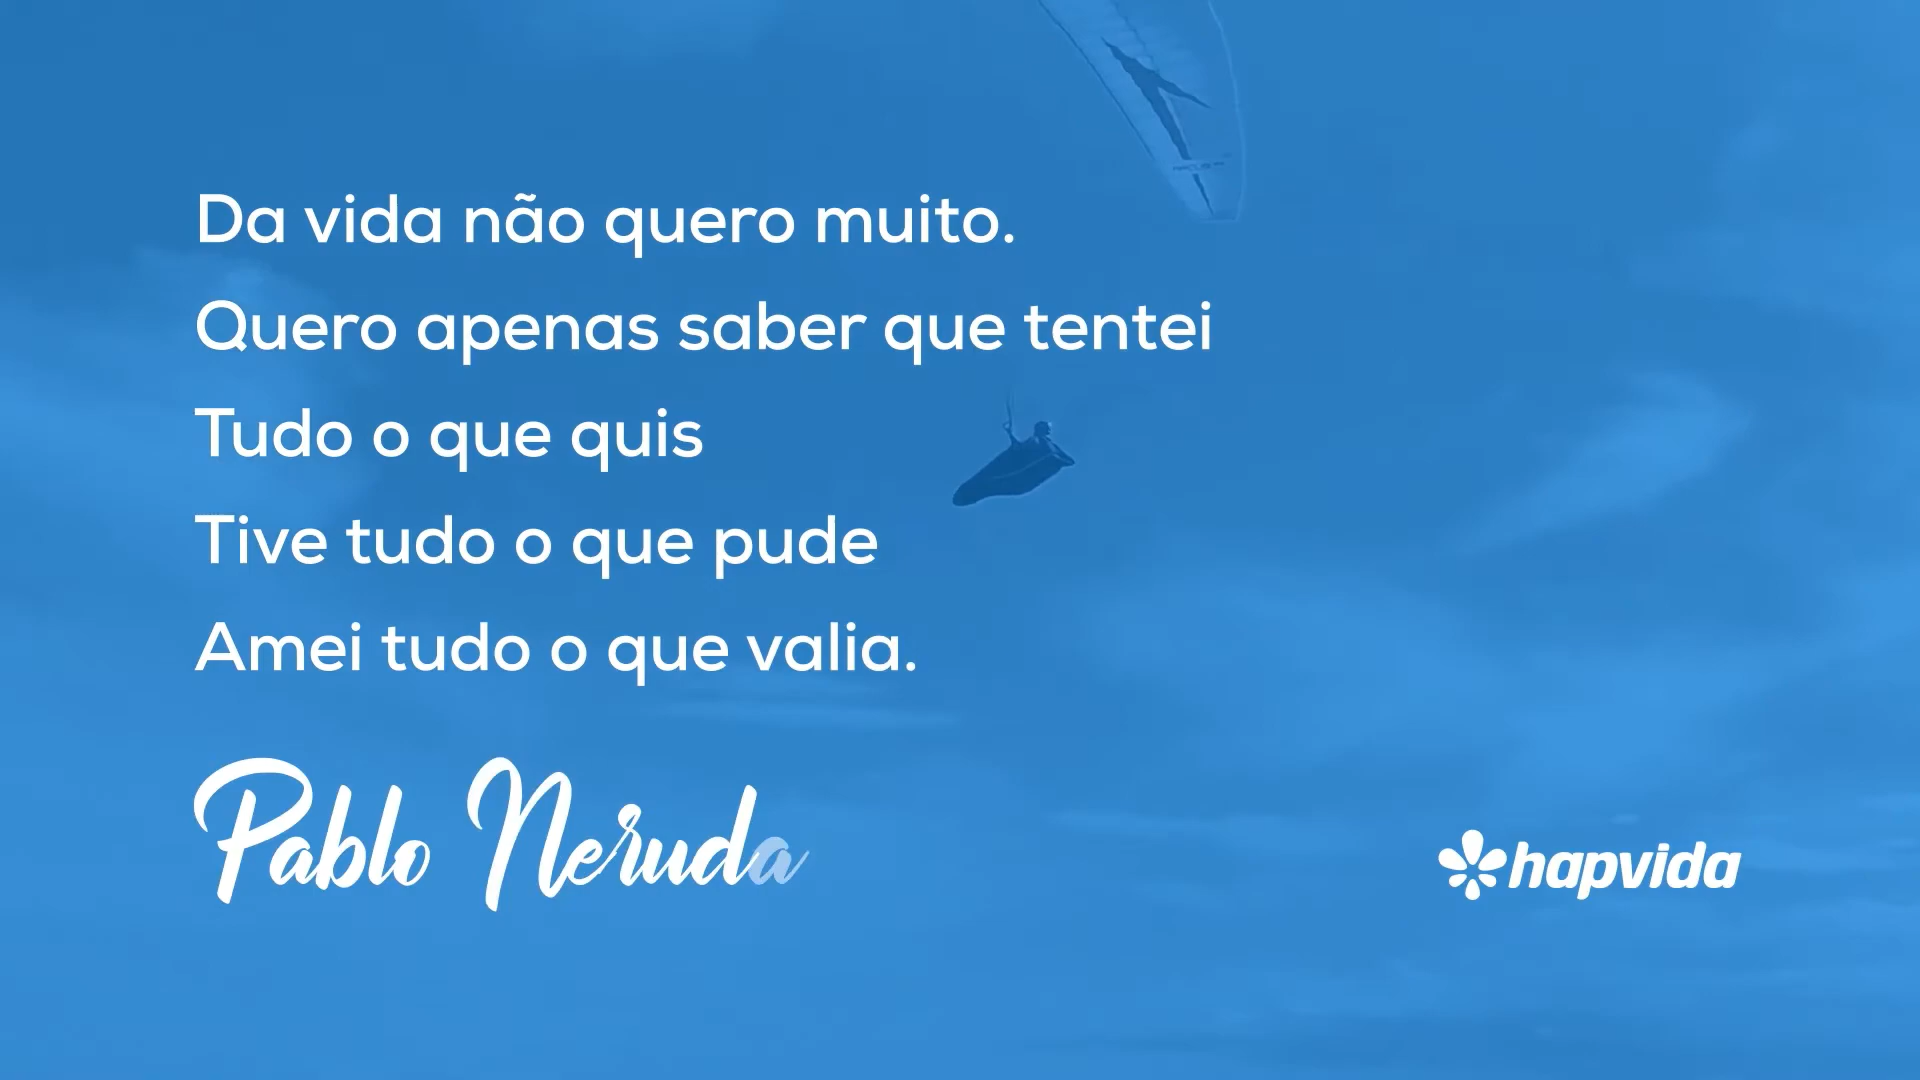 Da vida não quero muito.
Quero apenas saber que tentei
Tudo o que quis
Tive tudo o que pude
Amei tudo o que valia.
Pablo Neruda
hapvida